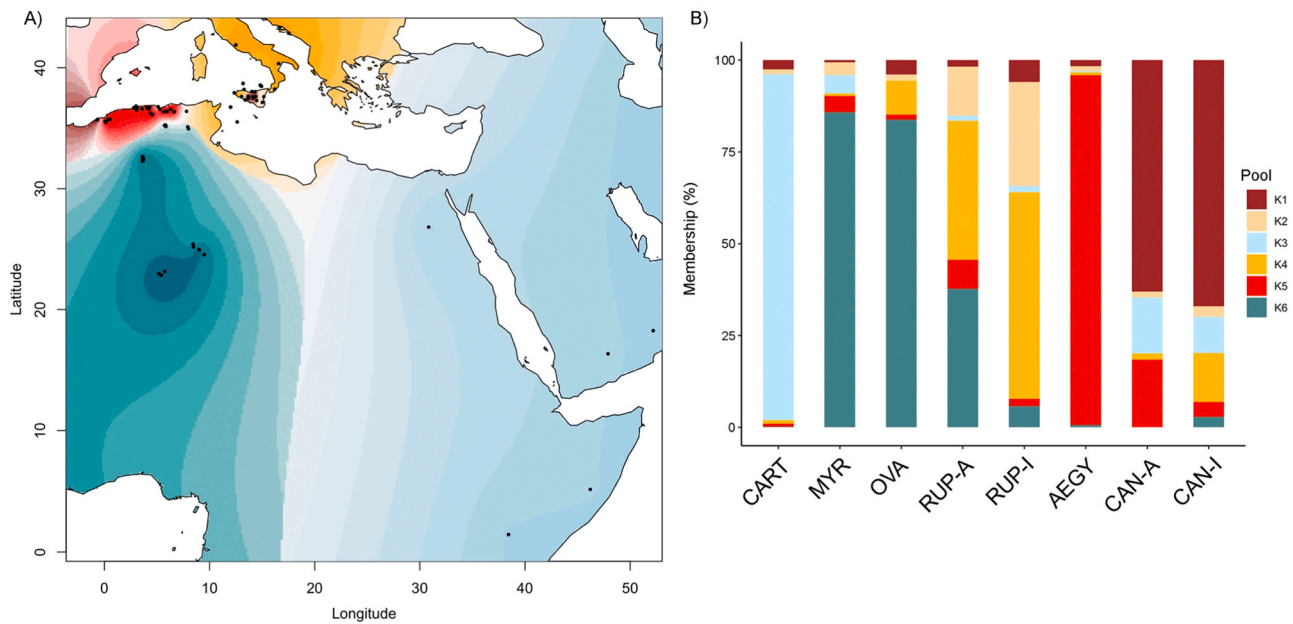 A)
40
30
20
10
0
Latitude
0
10
20
30
40
50
Longitude
B)
100
75
50
25
0
Membership (%)
CART
MYR
OVA
RUP-A
RUP-I
AEGY
CAN-A
CAN-I
Pool
K1
K2
K3
K4
K5
K6